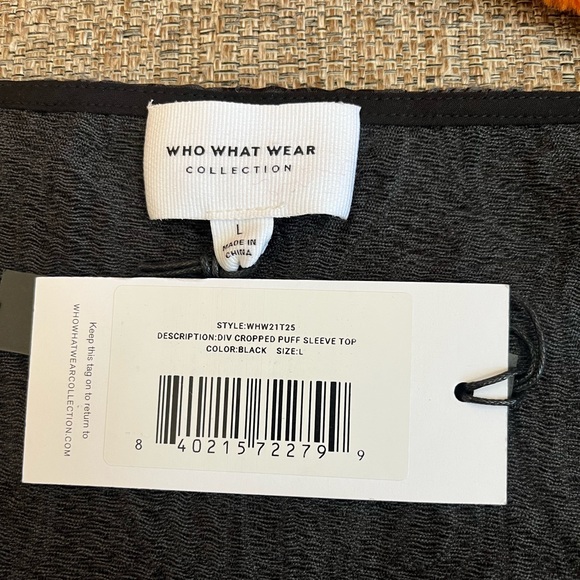 WHO WHAT WEAR
COLLECTION
L
MADE IN
CHINA
STYLE:WHW21T25
DESCRIPTION:DIV CROPPED PUFF SLEEVE TOP
COLOR:BLACK SIZE:L
8 40215 72279 9
Keep this tag on to return to
WHOWHATWEARCOLLECTION.COM